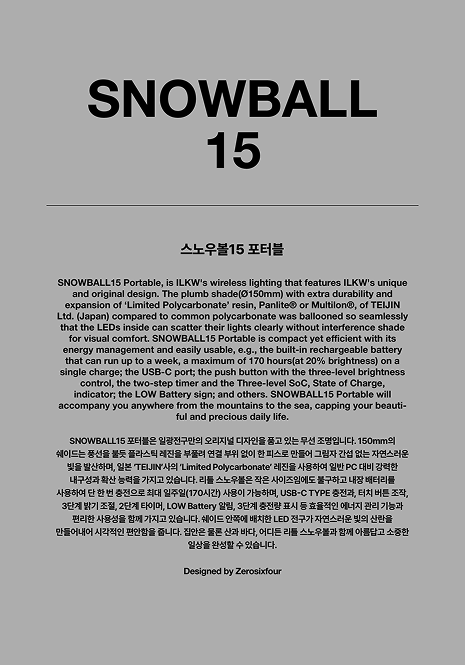 SNOWBALL
15
스노우볼15 포터블
SNOWBALL15 Portable, is ILKW's wireless lighting that features ILKW's unique
and original design. The plumb shade(Ø150mm) with extra durability and
expansion of 'Limited Polycarbonate' resin, Panlite® or Multilon®, of TEIJIN
Ltd. (Japan) compared to common polycarbonate was ballooned so seamlessly
that the LEDs inside can scatter their lights clearly without interference shade
for visual comfort. SNOWBALL15 Portable is compact yet efficient with its
energy management and easily usable, e.g., the built-in rechargeable battery
that can run up to a week, a maximum of 170 hours(at 20% brightness) on a
single charge; the USB-C port; the push button with the three-level brightness
control, the two-step timer and the Three-level SoC, State of Charge,
indicator; the LOW Battery sign; and others. SNOWBALL15 Portable will
accompany you anywhere from the mountains to the sea, capping your beauti-
ful and precious daily life.
SNOWBALL15 포터블은 일광전구만의 오리지널 디자인을 품고 있는 무선 조명입니다. 150mm의
쉐이드는 풍선을 불듯 플라스틱 레진을 부풀려 연결 부위 없이 한 피스로 만들어 그림자 간섭 없는 자연스러운
빛을 발산하며, 일본 'TEIJIN'사의 'Limited Polycarbonate' 레진을 사용하여 일반 PC 대비 강력한
내구성과 확산 능력을 가지고 있습니다. 리틀 스노우볼은 작은 사이즈임에도 불구하고 내장 배터리를
사용하여 단 한 번 충전으로 최대 일주일(170시간) 사용이 가능하며, USB-C TYPE 충전과, 터치 버튼 조작,
3단계 밝기 조절, 2단계 타이머, LOW Battery 알림, 3단계 충전량 표시 등 효율적인 에너지 관리 기능과
편리한 사용성을 함께 가지고 있습니다. 쉐이드 안쪽에 배치한 LED 전구가 자연스러운 빛의 산란을
만들어내어 시각적인 편안함을 줍니다. 집안은 물론 산과 바다, 어디든 리틀 스노우볼과 함께 아름답고 소중한
일상을 완성할 수 있습니다.
Designed by Zerosixfour